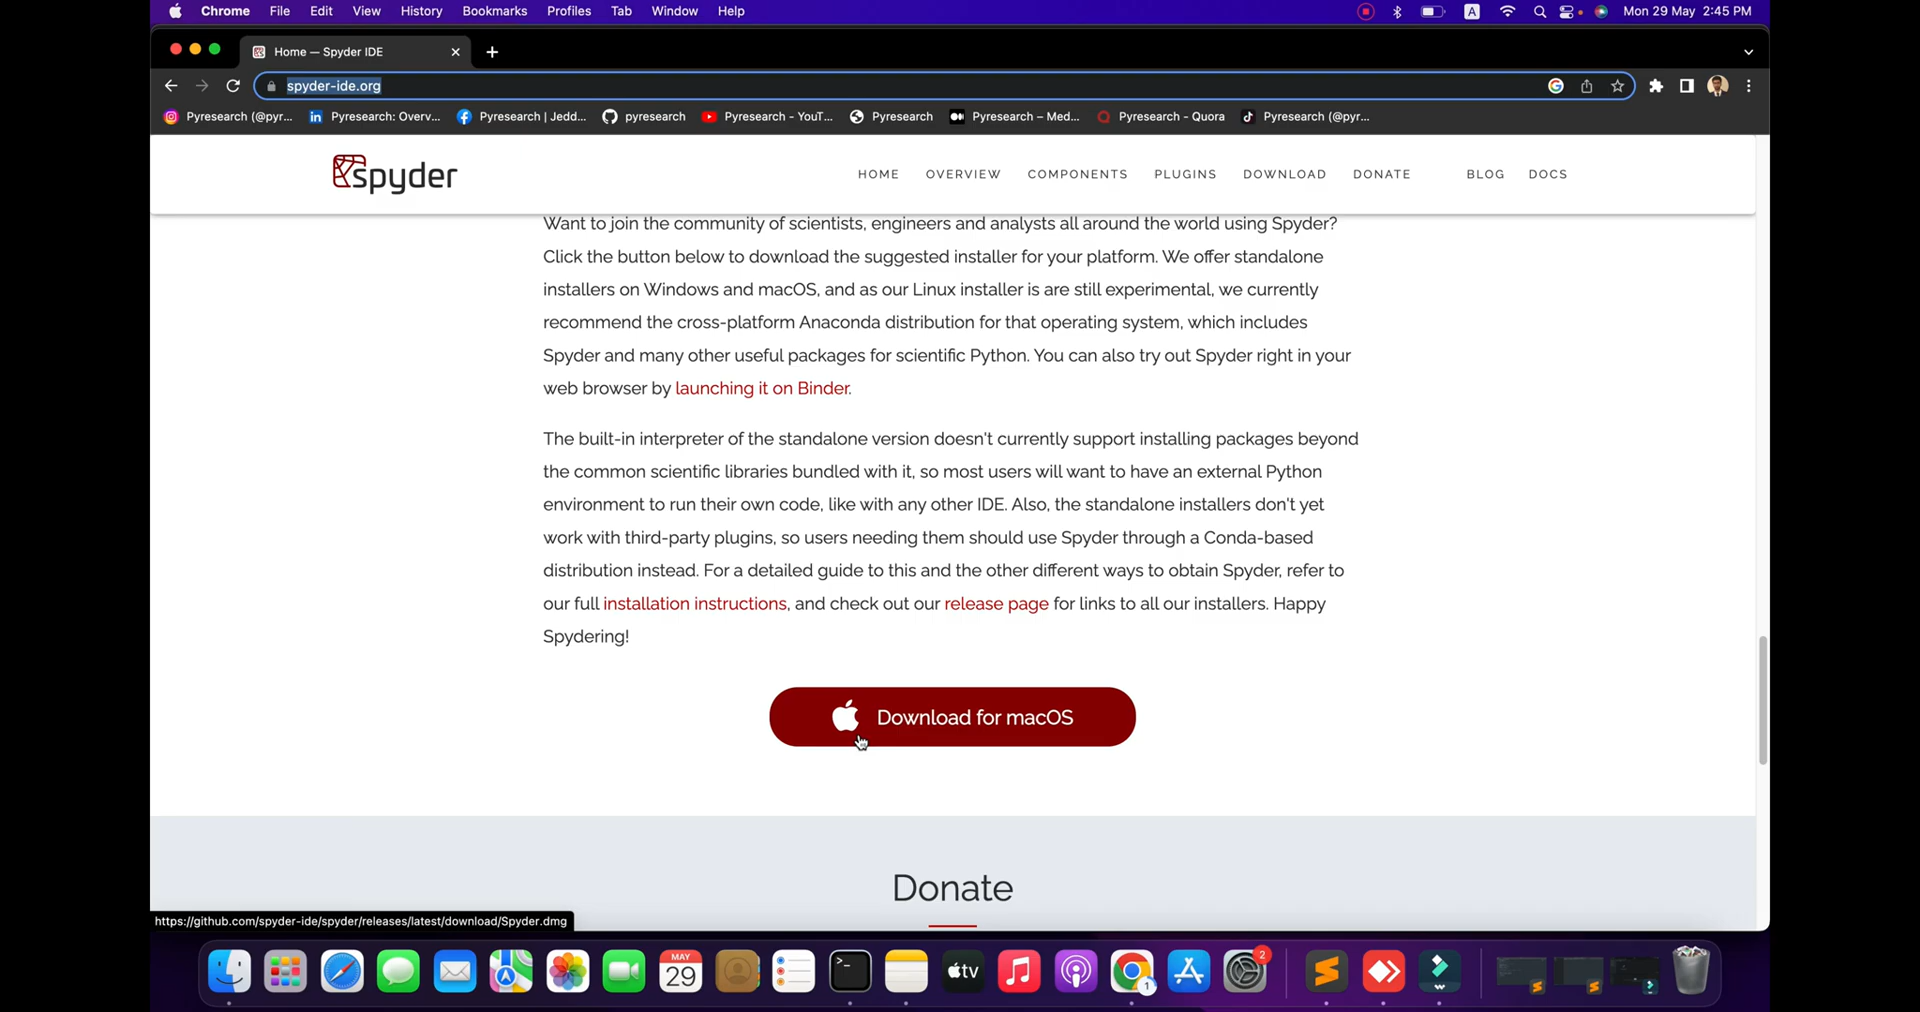 Chrome File Edit View History Bookmarks Profiles Tab Window Help A Mon 29 May 2:45 PM
Home — Spyder IDE
spyder-ide.org
Pyresearch (@pyr... Pyresearch: Overv... Pyresearch | Jedd... pyresearch Pyresearch - YouT... Pyresearch Pyresearch – Med... Pyresearch - Quora Pyresearch (@pyr...
spyder HOME OVERVIEW COMPONENTS PLUGINS DOWNLOAD DONATE BLOG DOCS
Want to join the community of scientists, engineers and analysts all around the world using Spyder?
Click the button below to download the suggested installer for your platform. We offer standalone
installers on Windows and macOS, and as our Linux installer is are still experimental, we currently
recommend the cross-platform Anaconda distribution for that operating system, which includes
Spyder and many other useful packages for scientific Python. You can also try out Spyder right in your
web browser by launching it on Binder.
The built-in interpreter of the standalone version doesn't currently support installing packages beyond
the common scientific libraries bundled with it, so most users will want to have an external Python
environment to run their own code, like with any other IDE. Also, the standalone installers don't yet
work with third-party plugins, so users needing them should use Spyder through a Conda-based
distribution instead. For a detailed guide to this and the other different ways to obtain Spyder, refer to
our full installation instructions, and check out our release page for links to all our installers. Happy
Spydering!
Download for macOS
Donate
https://github.com/spyder-ide/spyder/releases/latest/download/Spyder.dmg
MAY
29
tv
1
2